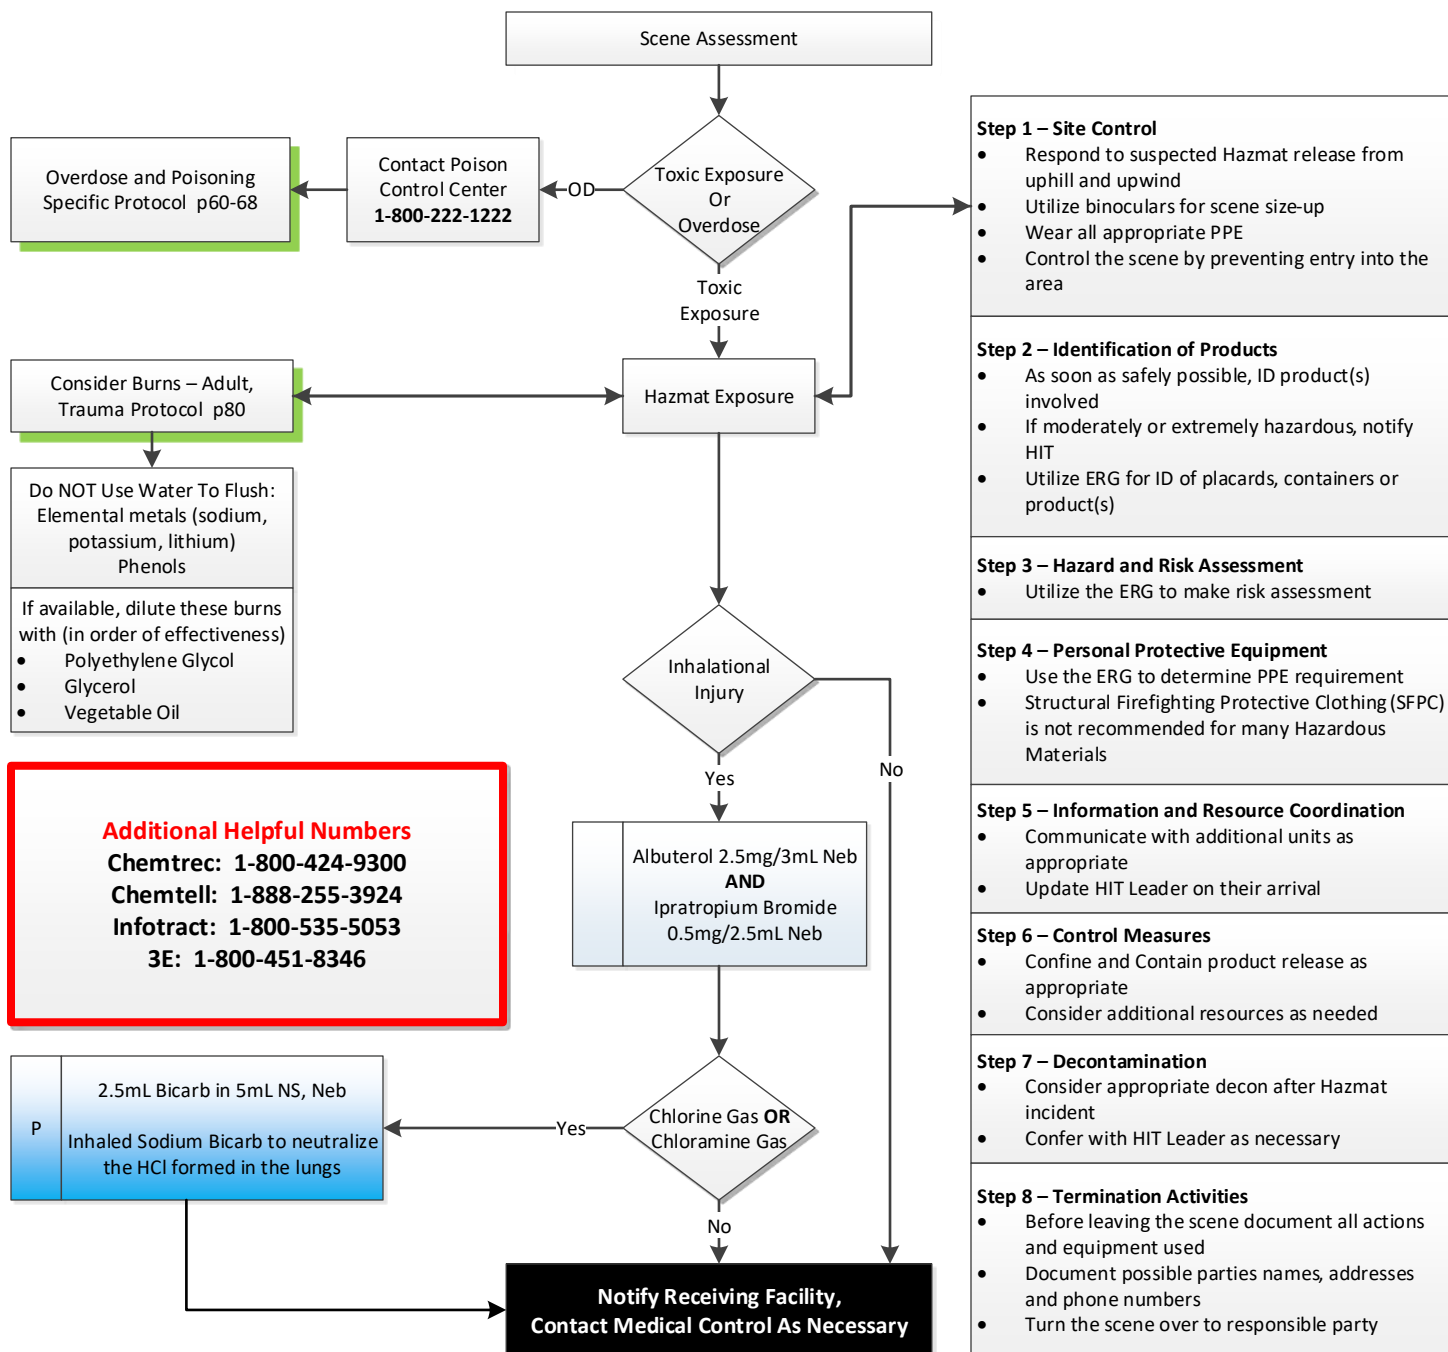 Scene Assessment
Toxic Exposure
Or
Overdose
OD
Contact Poison
Control Center
1-800-222-1222
Overdose and Poisoning
Specific Protocol  p60-68
Toxic
Exposure
Hazmat Exposure
Consider Burns – Adult,
Trauma Protocol  p80
Do NOT Use Water To Flush:
Elemental metals (sodium,
potassium, lithium)
Phenols
If available, dilute these burns
with (in order of effectiveness)
• Polyethylene Glycol
• Glycerol
• Vegetable Oil
Inhalational
Injury
No
Yes
Albuterol 2.5mg/3mL Neb
AND
Ipratropium Bromide
0.5mg/2.5mL Neb
Additional Helpful Numbers
Chemtrec:  1-800-424-9300
Chemtell:  1-888-255-3924
Infotract:  1-800-535-5053
3E:  1-800-451-8346
Chlorine Gas OR
Chloramine Gas
Yes
P
2.5mL Bicarb in 5mL NS, Neb
Inhaled Sodium Bicarb to neutralize
the HCl formed in the lungs
No
Notify Receiving Facility,
Contact Medical Control As Necessary
Step 1 – Site Control
• Respond to suspected Hazmat release from
uphill and upwind
• Utilize binoculars for scene size-up
• Wear all appropriate PPE
• Control the scene by preventing entry into the
area
Step 2 – Identification of Products
• As soon as safely possible, ID product(s)
involved
• If moderately or extremely hazardous, notify
HIT
• Utilize ERG for ID of placards, containers or
product(s)
Step 3 – Hazard and Risk Assessment
• Utilize the ERG to make risk assessment
Step 4 – Personal Protective Equipment
• Use the ERG to determine PPE requirement
• Structural Firefighting Protective Clothing (SFPC)
is not recommended for many Hazardous
Materials
Step 5 – Information and Resource Coordination
• Communicate with additional units as
appropriate
• Update HIT Leader on their arrival
Step 6 – Control Measures
• Confine and Contain product release as
appropriate
• Consider additional resources as needed
Step 7 – Decontamination
• Consider appropriate decon after Hazmat
incident
• Confer with HIT Leader as necessary
Step 8 – Termination Activities
• Before leaving the scene document all actions
and equipment used
• Document possible parties names, addresses
and phone numbers
• Turn the scene over to responsible party